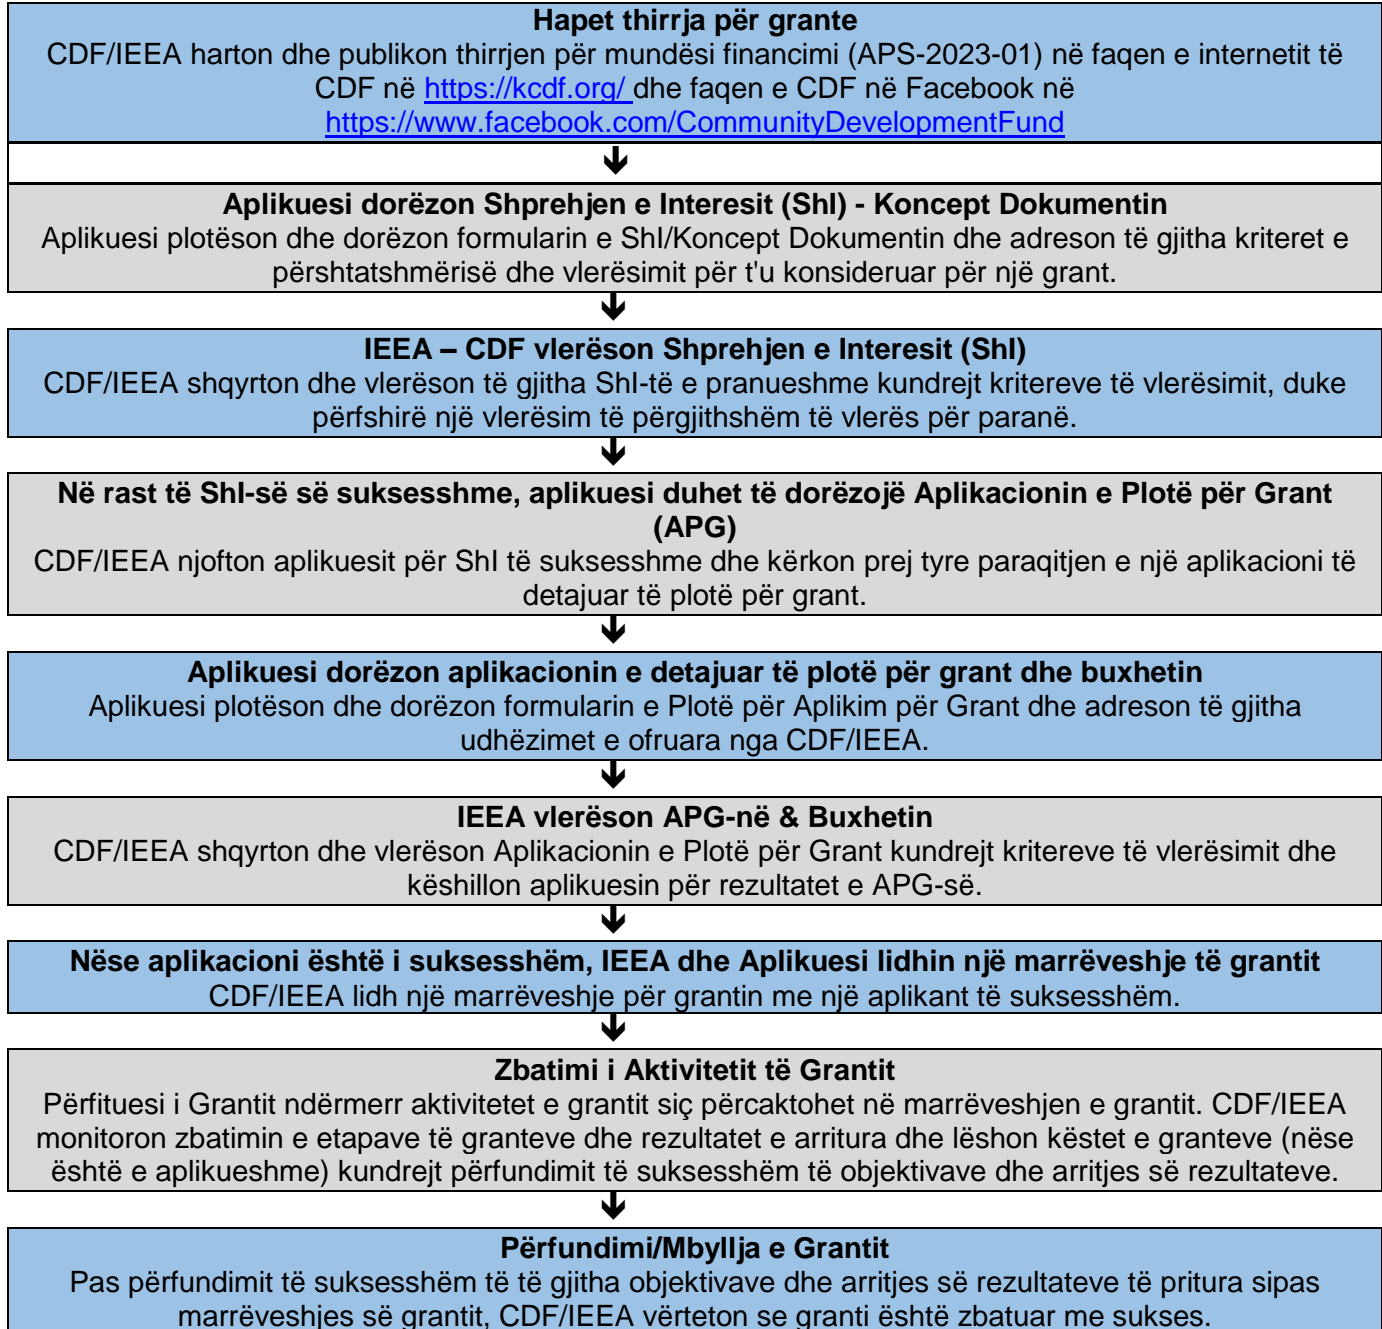 Hapet thirrja për grante
CDF/IEEA harton dhe publikon thirrjen për mundësi financimi (APS-2023-01) në faqen e internetit të
CDF në https://kcdf.org/ dhe faqen e CDF në Facebook në
https://www.facebook.com/CommunityDevelopmentFund
Aplikuesi dorëzon Shprehjen e Interesit (ShI) - Koncept Dokumentin
Aplikuesi plotëson dhe dorëzon formularin e ShI/Koncept Dokumentin dhe adreson të gjitha kriteret e
përshtatshmërisë dhe vlerësimit për t'u konsideruar për një grant.
IEEA – CDF vlerëson Shprehjen e Interesit (ShI)
CDF/IEEA shqyrton dhe vlerëson të gjitha ShI-të e pranueshme kundrejt kritereve të vlerësimit, duke
përfshirë një vlerësim të përgjithshëm të vlerës për paranë.
Në rast të ShI-së së suksesshme, aplikuesi duhet të dorëzojë Aplikacionin e Plotë për Grant
(APG)
CDF/IEEA njofton aplikuesit për ShI të suksesshme dhe kërkon prej tyre paraqitjen e një aplikacioni të
detajuar të plotë për grant.
Aplikuesi dorëzon aplikacionin e detajuar të plotë për grant dhe buxhetin
Aplikuesi plotëson dhe dorëzon formularin e Plotë për Aplikim për Grant dhe adreson të gjitha
udhëzimet e ofruara nga CDF/IEEA.
IEEA vlerëson APG-në & Buxhetin
CDF/IEEA shqyrton dhe vlerëson Aplikacionin e Plotë për Grant kundrejt kritereve të vlerësimit dhe
këshillon aplikuesin për rezultatet e APG-së.
Nëse aplikacioni është i suksesshëm, IEEA dhe Aplikuesi lidhin një marrëveshje të grantit
CDF/IEEA lidh një marrëveshje për grantin me një aplikant të suksesshëm.
Zbatimi i Aktivitetit të Grantit
Përfituesi i Grantit ndërmerr aktivitetet e grantit siç përcaktohet në marrëveshjen e grantit. CDF/IEEA
monitoron zbatimin e etapave të granteve dhe rezultatet e arritura dhe lëshon këstet e granteve (nëse
është e aplikueshme) kundrejt përfundimit të suksesshëm të objektivave dhe arritjes së rezultateve.
Përfundimi/Mbyllja e Grantit
Pas përfundimit të suksesshëm të të gjitha objektivave dhe arritjes së rezultateve të pritura sipas
marrëveshjes së grantit, CDF/IEEA vërteton se granti është zbatuar me sukses.